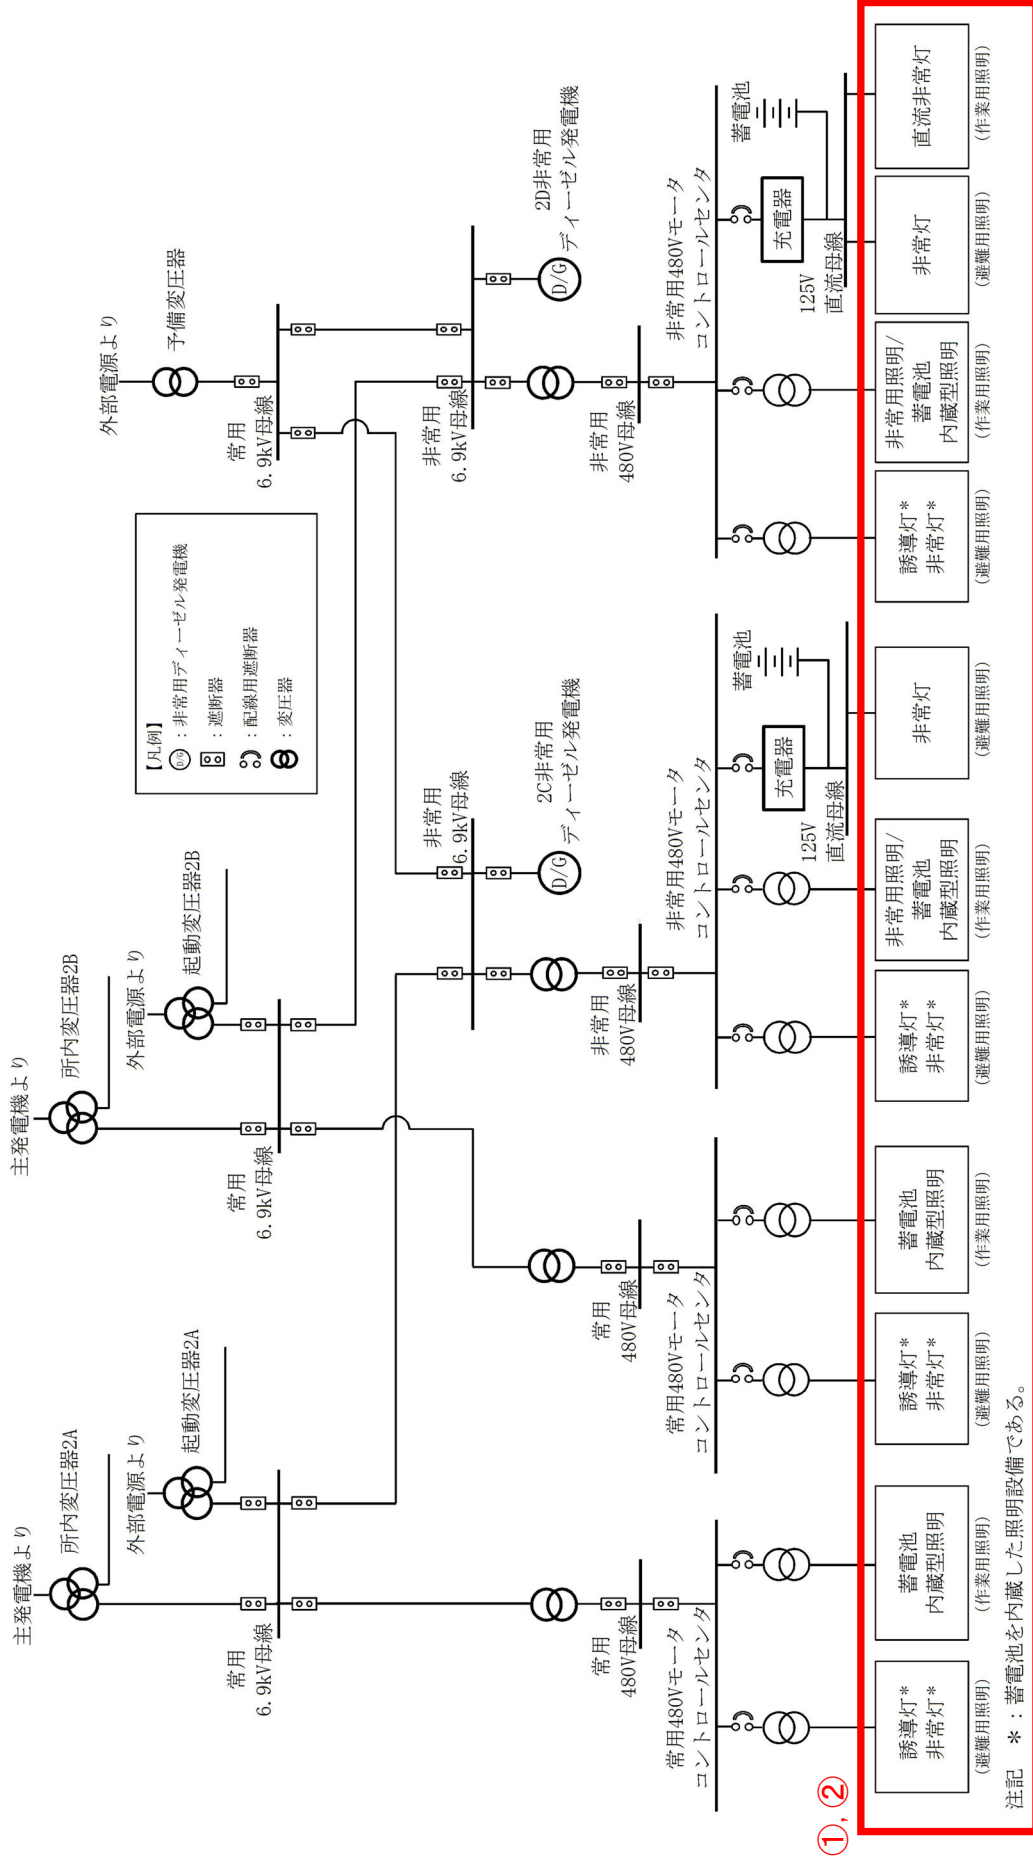 主発電機より
所内変圧器2A
外部電源より
起動変圧器2A
常用
6.9kV母線
主発電機より
所内変圧器2B
外部電源より
起動変圧器2B
常用
6.9kV母線
外部電源より
予備変圧器
常用
6.9kV母線
【凡例】
D/G：非常用ディーゼル発電機
：遮断器
：配線用遮断器
：変圧器
非常用
6.9kV母線
D/G
2C非常用
ディーゼル発電機
非常用
6.9kV母線
D/G
2D非常用
ディーゼル発電機
常用
480V母線
常用
480V母線
非常用
480V母線
非常用
480V母線
常用480Vモータ
コントロールセンタ
常用480Vモータ
コントロールセンタ
非常用480Vモータ
コントロールセンタ
非常用480Vモータ
コントロールセンタ
充電器
蓄電池
125V
直流母線
充電器
蓄電池
125V
直流母線
①,②
誘導灯*
非常灯*
(避難用照明)
蓄電池
内蔵型照明
(作業用照明)
誘導灯*
非常灯*
(避難用照明)
蓄電池
内蔵型照明
(作業用照明)
誘導灯*
非常灯*
(避難用照明)
非常用照明/
蓄電池
内蔵型照明
(作業用照明)
非常灯
(避難用照明)
誘導灯*
非常灯*
(避難用照明)
非常用照明/
蓄電池
内蔵型照明
(作業用照明)
非常灯
(避難用照明)
直流非常灯
(作業用照明)
注記　*：蓄電池を内蔵した照明設備である。